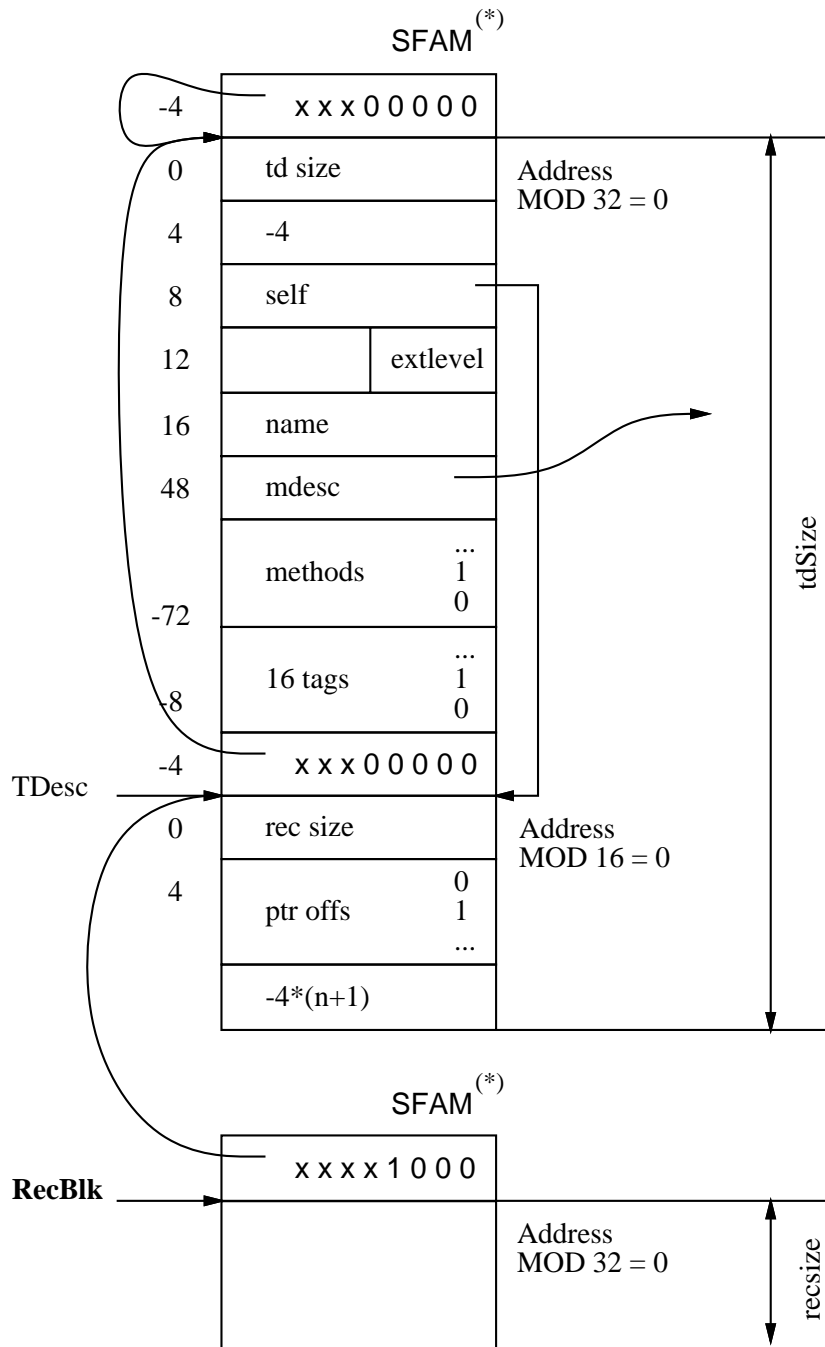 SFAM (*)
-4 x x x 0 0 0 0 0
0 td size Address
MOD 32 = 0
4 -4
8 self
12 extlevel
16 name
48 mdesc
...
methods 1
0
-72
...
16 tags 1
-8 0
-4 x x x 0 0 0 0 0
TDesc
0 rec size Address
MOD 16 = 0
4 0
ptr offs 1
...
-4*(n+1)
tdSize
SFAM (*)
x x x x 1 0 0 0
RecBlk
Address
MOD 32 = 0
recsize